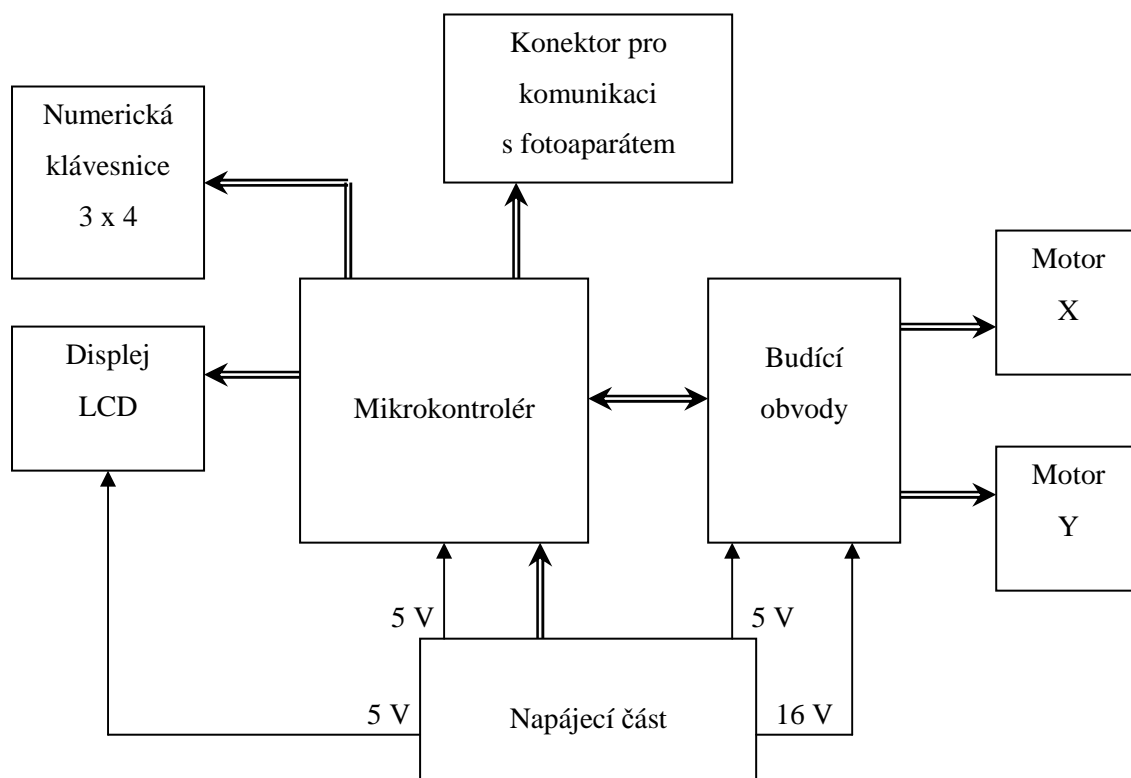 Konektor pro
komunikaci
s fotoaparátem
Numerická
klávesnice
3 x 4
Motor
X
Displej
LCD
Mikrokontrolér
Budící
obvody
Motor
Y
5 V
5 V
5 V
Napájecí část
16 V